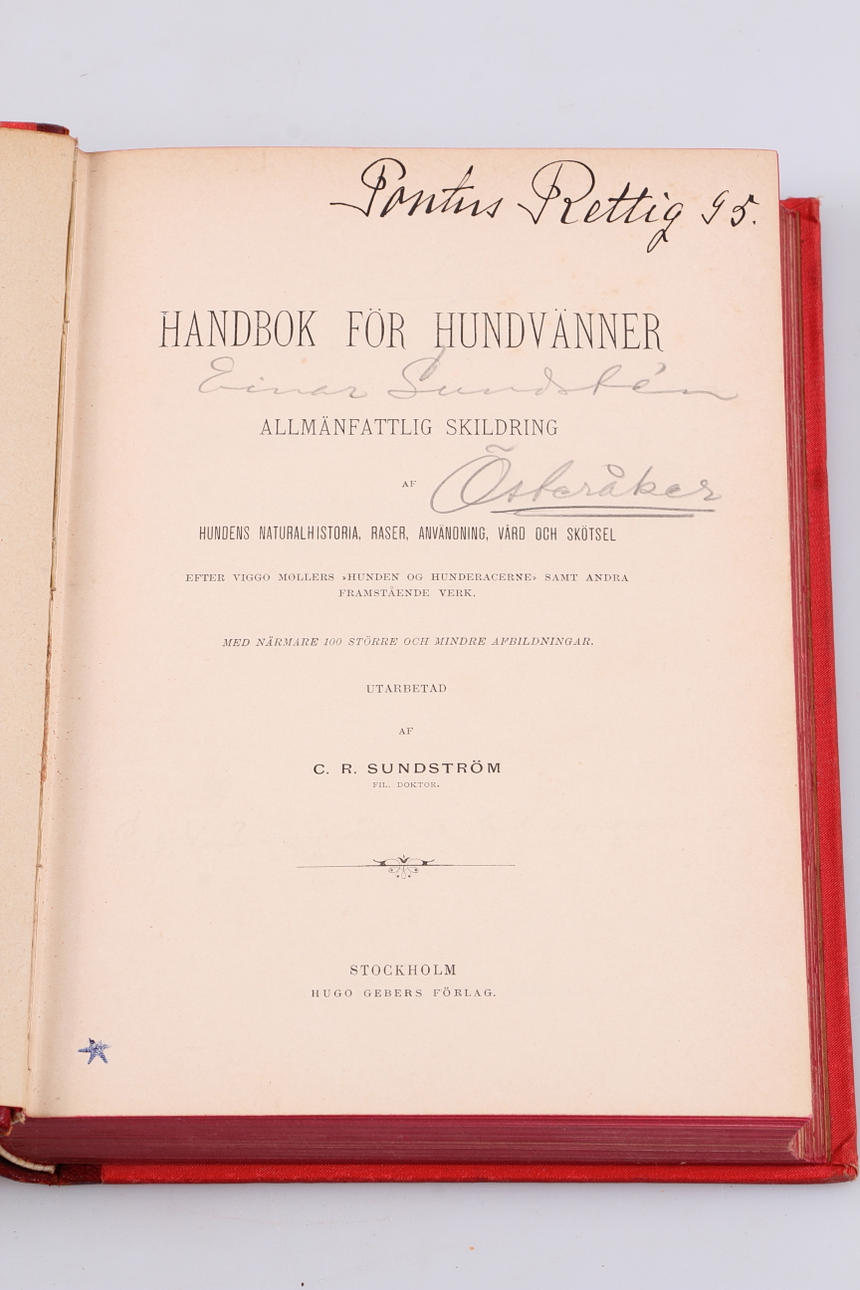 Pontus Rettig 95.
HANDBOK FÖR HUNDVÄNNER
Einar Sundstén
ALLMÄNFATTLIG SKILDRING
AF
Österåker
HUNDENS NATURALHISTORIA, RASER, ANVÄNDNING, VÅRD OCH SKÖTSEL
EFTER VIGGO MØLLERS »HUNDEN OG HUNDERACERNE» SAMT ANDRA
FRAMSTÅENDE VERK.
MED NÄRMARE 100 STÖRRE OCH MINDRE AFBILDNINGAR.
UTARBETAD
AF
C. R. SUNDSTRÖM
FIL. DOKTOR.
STOCKHOLM
HUGO GEBERS FÖRLAG.